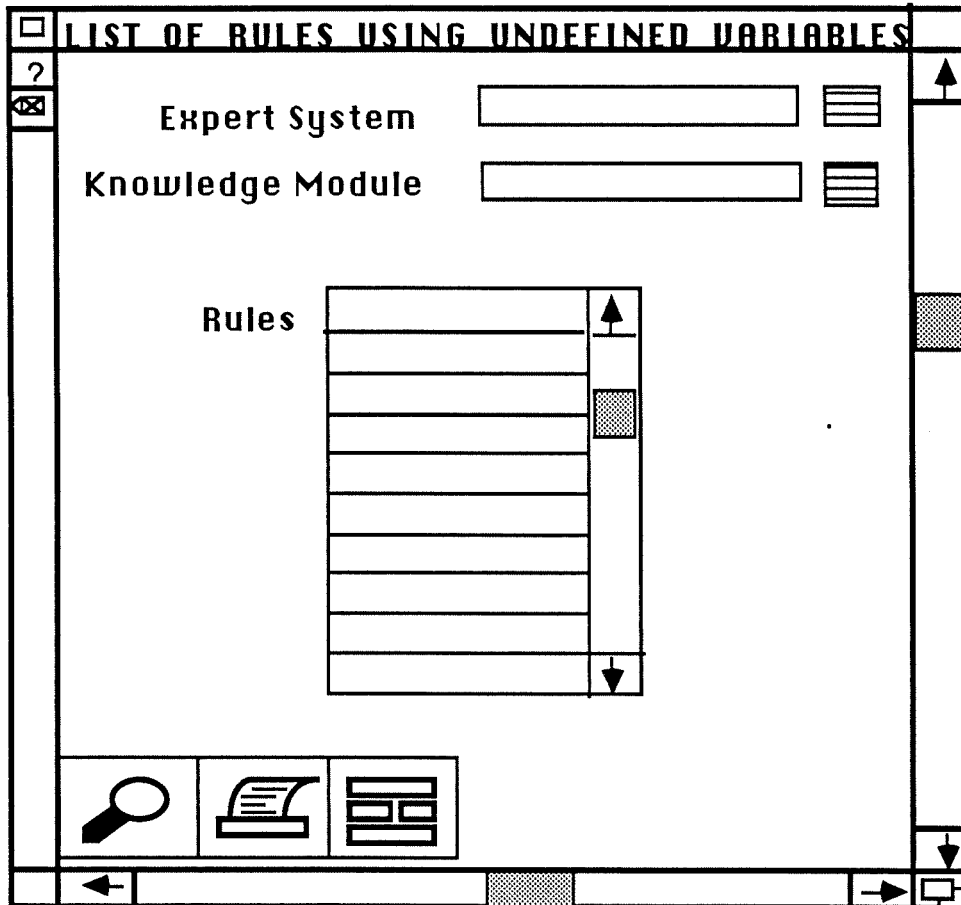 LIST OF RULES USING UNDEFINED VARIABLES
?
Expert System
Knowledge Module
Rules